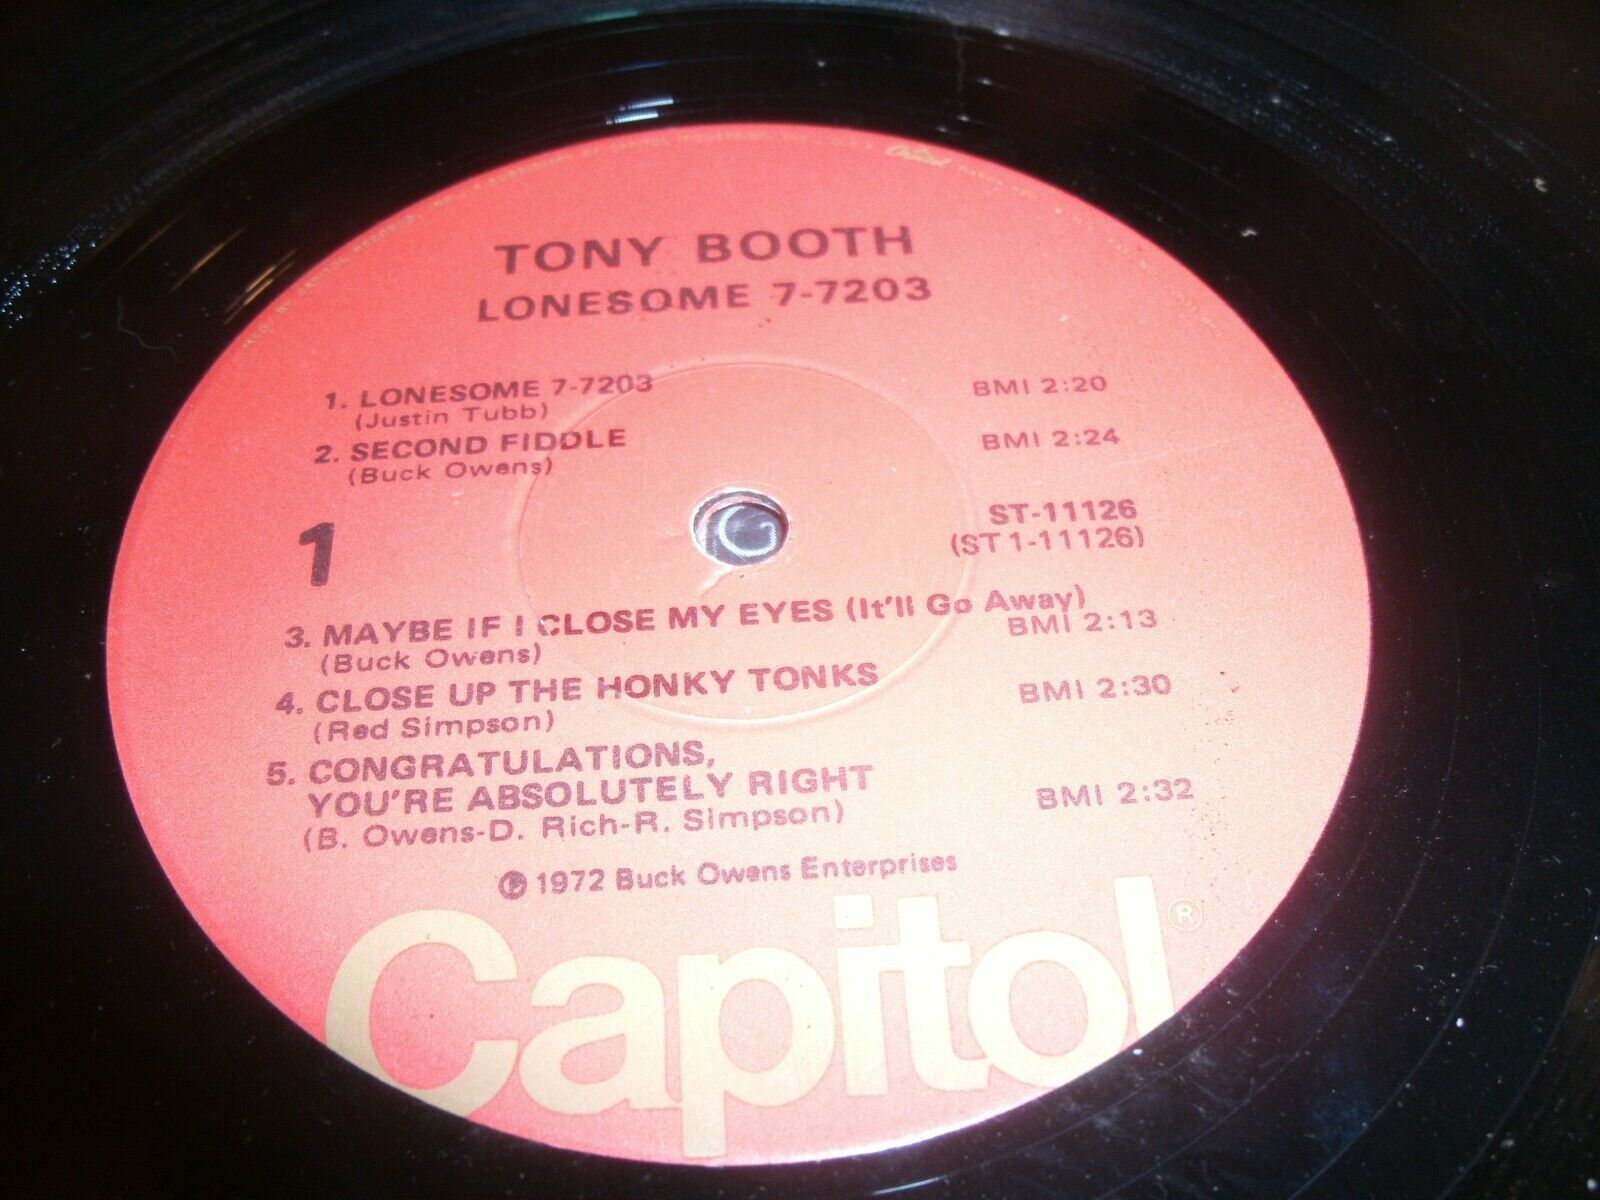 TONY BOOTH
LONESOME 7-7203
1. LONESOME 7-7203 BMI 2:20
(Justin Tubb)
2. SECOND FIDDLE BMI 2:24
(Buck Owens)
1
ST-11126
(ST 1-11126)
G
3. MAYBE IF I CLOSE MY EYES (It'll Go Away)
BMI 2:13
(Buck Owens)
4. CLOSE UP THE HONKY TONKS BMI 2:30
(Red Simpson)
5. CONGRATULATIONS,
YOU'RE ABSOLUTELY RIGHT BMI 2:32
(B. Owens-D. Rich-R. Simpson)
Ⓟ 1972 Buck Owens Enterprises
Capitol®
Capitol